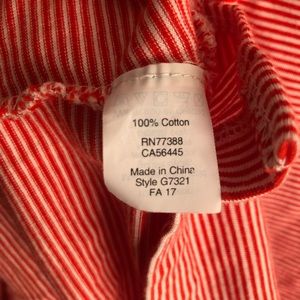 100% Cotton
RN77388
CA56445
Made in China
Style G7321
FA 17